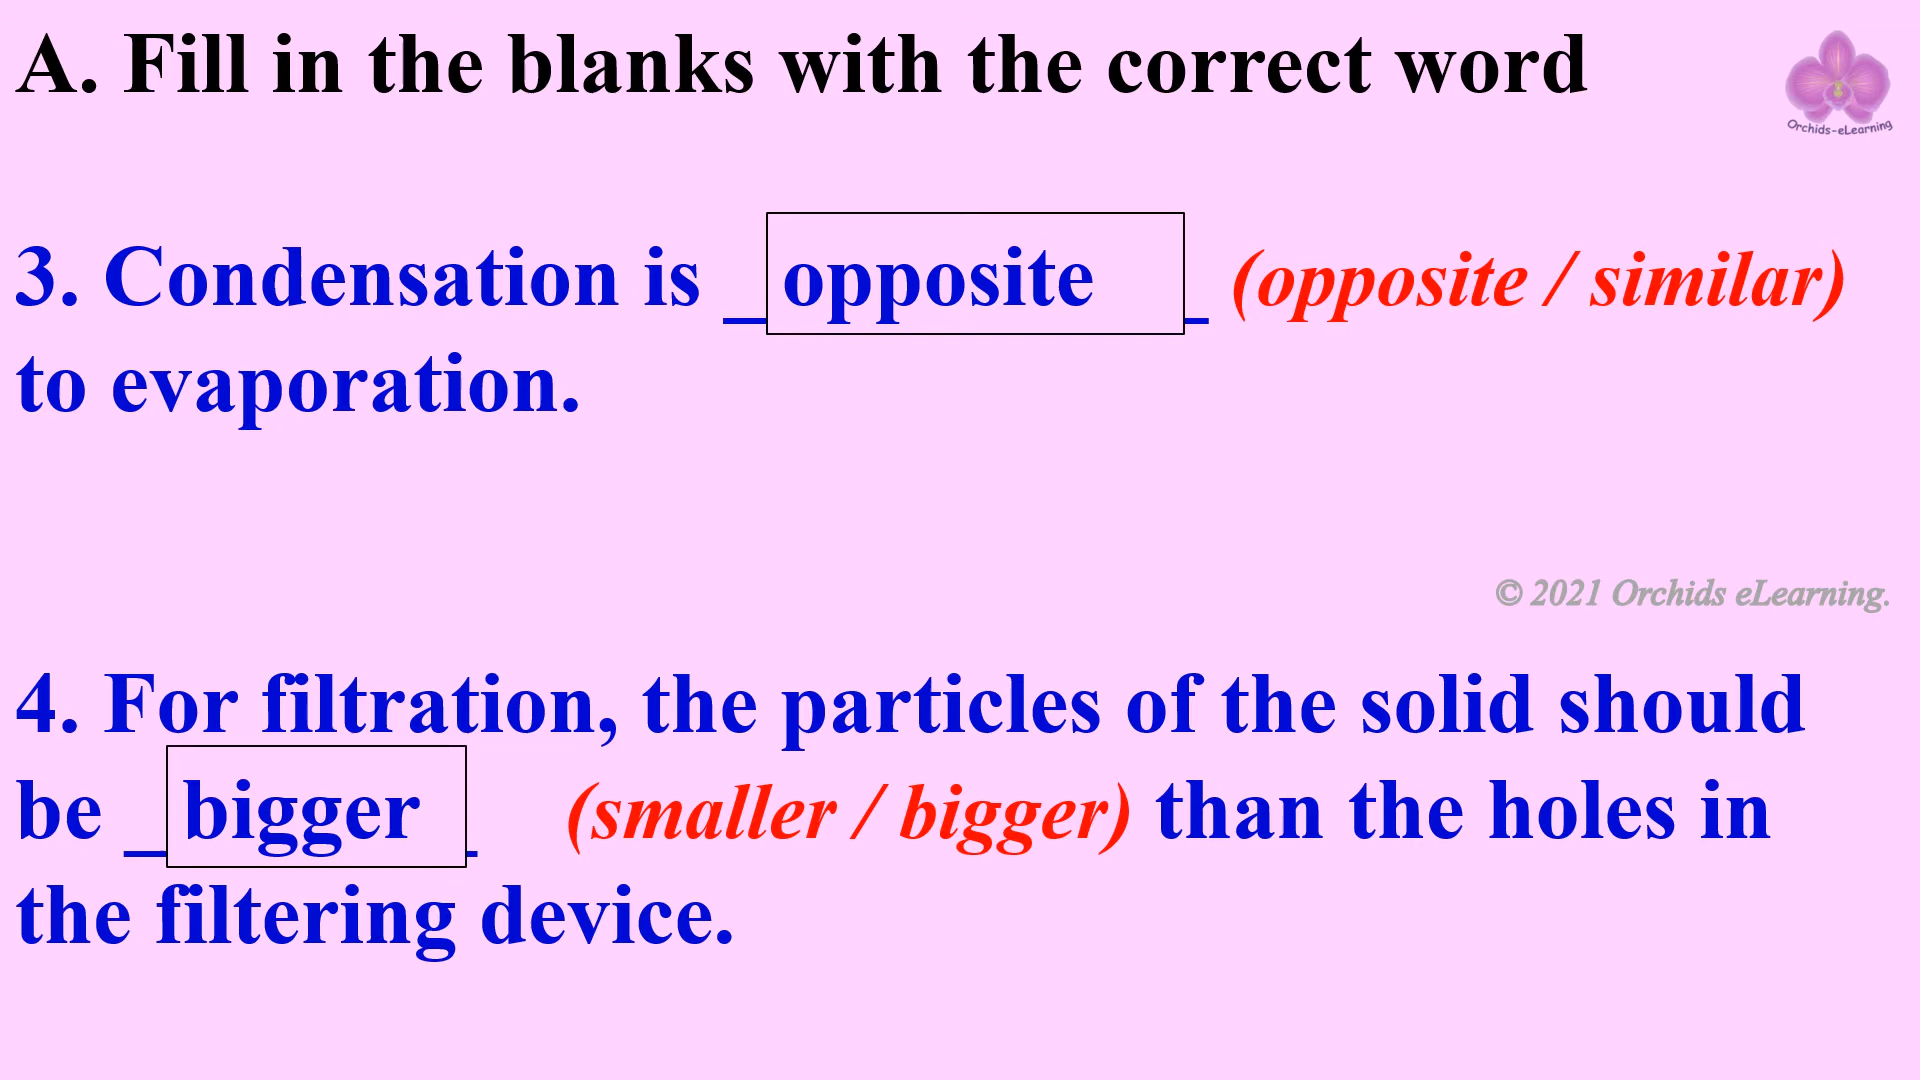 A. Fill in the blanks with the correct word
Orchids-eLearning
3. Condensation is _ opposite _ (opposite / similar)
to evaporation.
© 2021 Orchids eLearning.
4. For filtration, the particles of the solid should
be _ bigger _ (smaller / bigger) than the holes in
the filtering device.